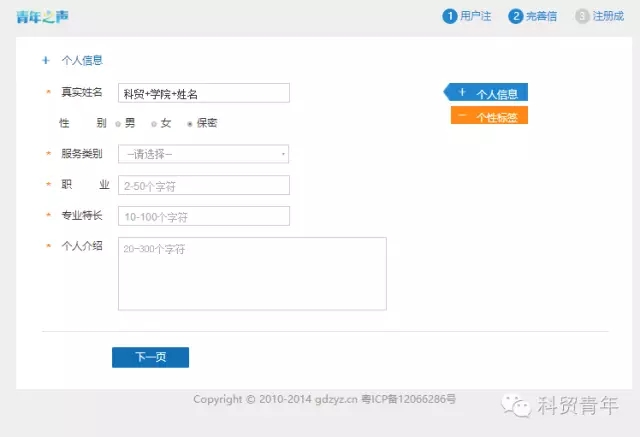 青年之声
1 用户注
2 完善信
3 注册成
+ 个人信息
* 真实姓名 科贸+学院+姓名
性 别 男 女 保密
* 服务类别 --请选择--
* 职 业 2-50个字符
* 专业特长 10-100个字符
* 个人介绍 20-300个字符
+ 个人信息
- 个性标签
下一页
Copyright © 2010-2014 gdzyz.cn 粤ICP备12066286号
科贸青年